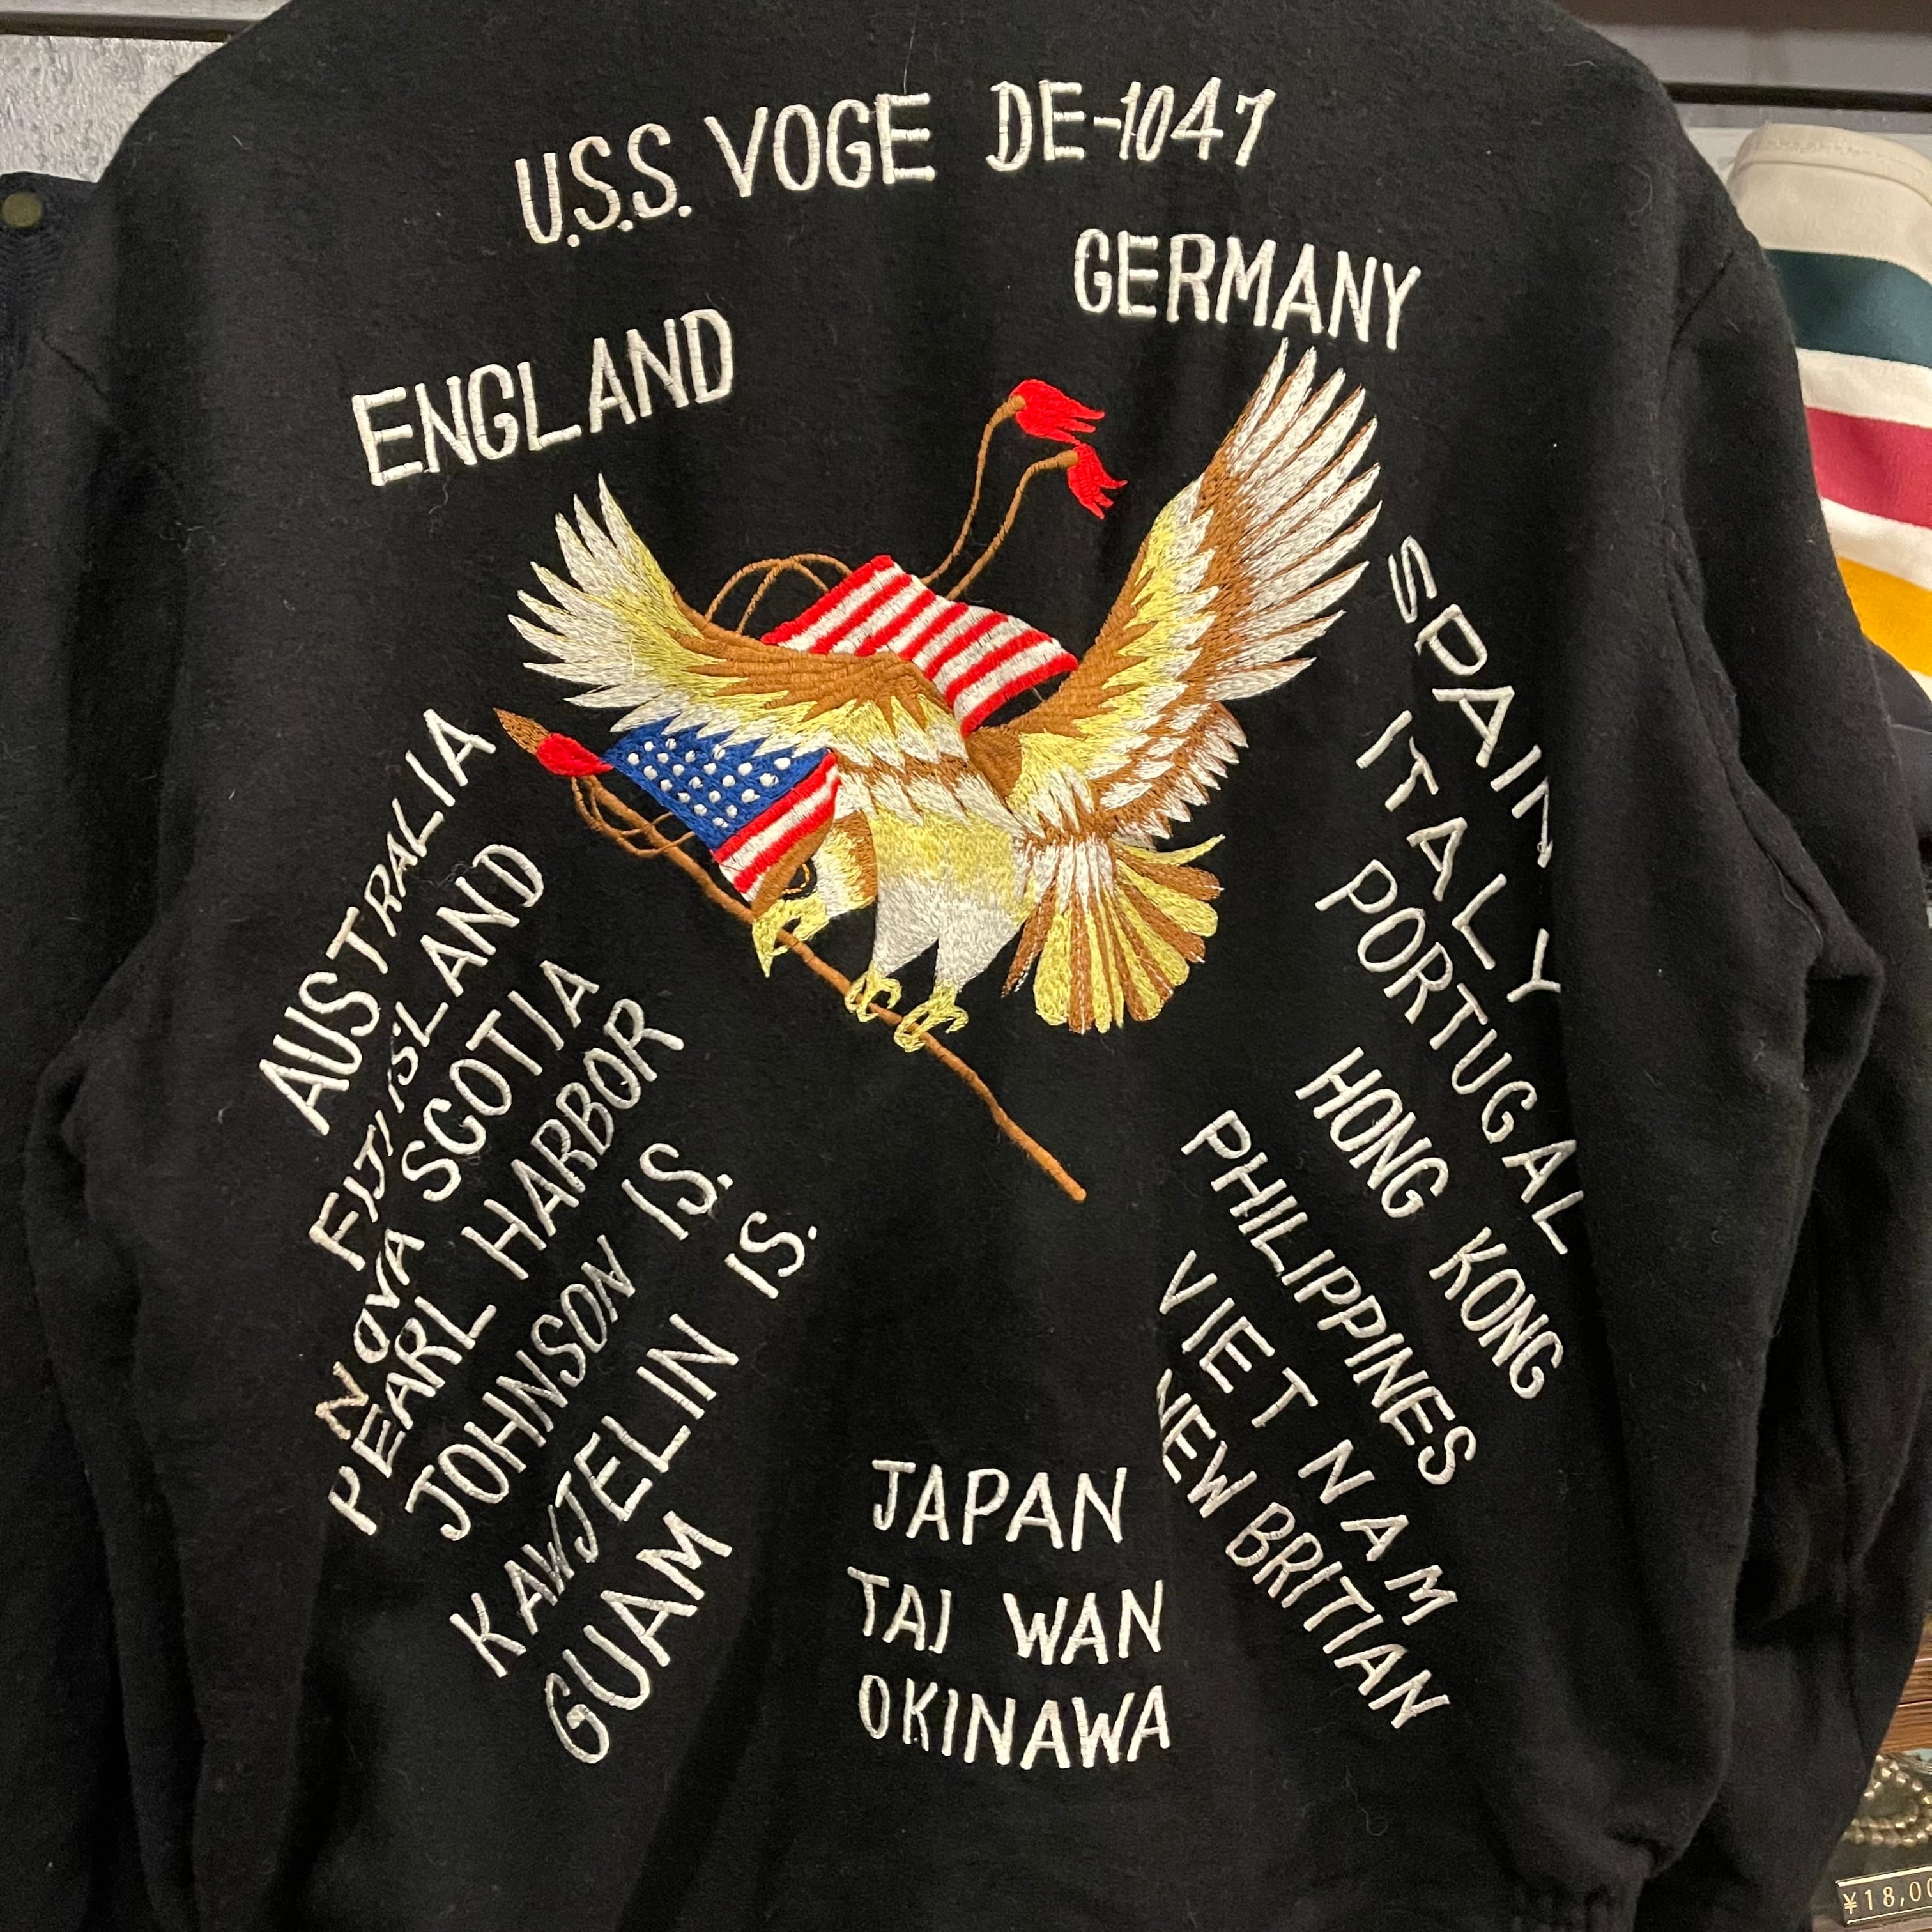 U.S.S. VOGE DE-1047
GERMANY
ENGLAND
SPAIN
ITALY
PORTUGAL
HONG KONG
PHILIPPINES
VIET NAM
NEW BRITIAN
AUSTRALIA
FIJI ISLAND
NOVA SCOTIA
PEARL HARBOR
JOHNSON IS.
KAWJELIN IS.
GUAM
JAPAN
TAI WAN
OKINAWA